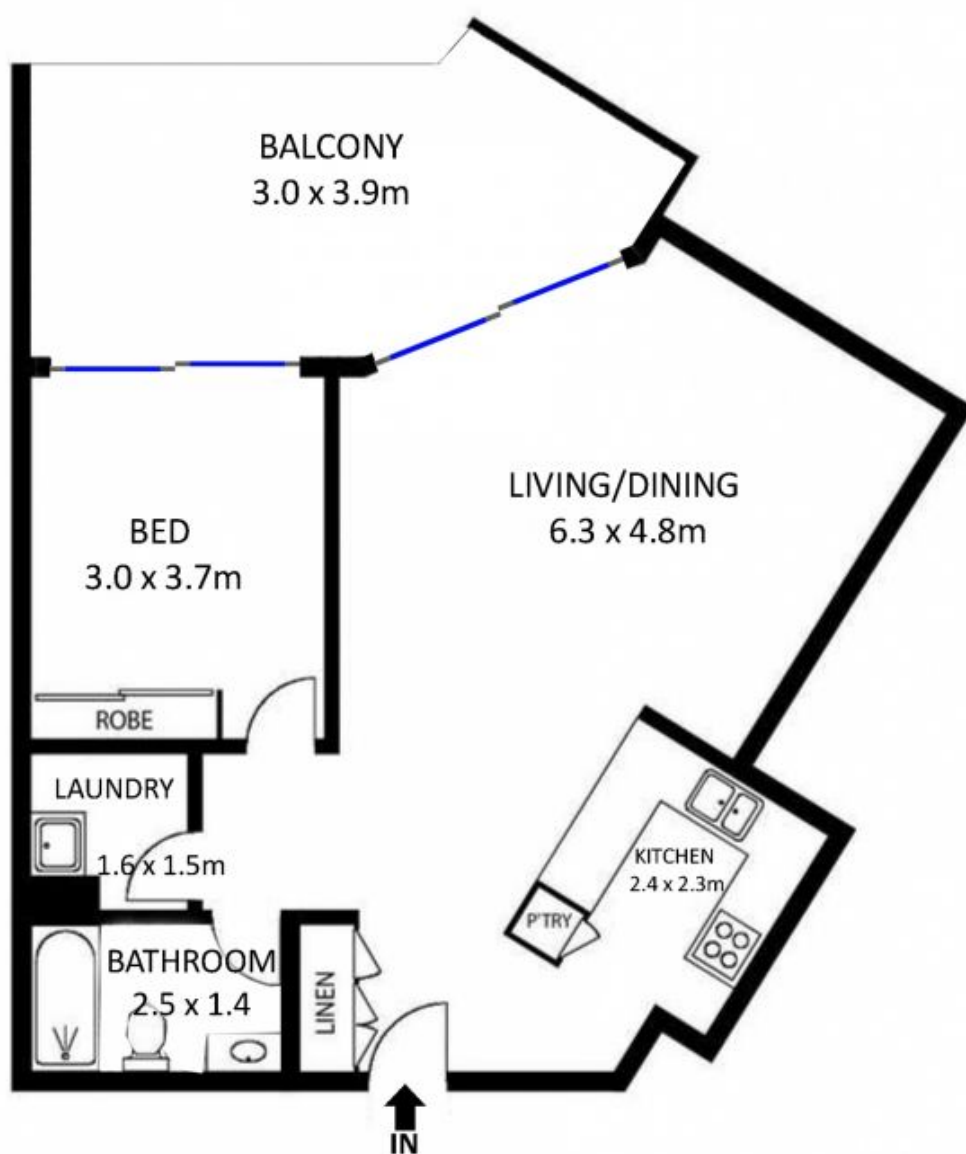 BALCONY
3.0 x 3.9m
LIVING/DINING
6.3 x 4.8m
BED
3.0 x 3.7m
ROBE
LAUNDRY
1.6 x 1.5m
KITCHEN
2.4 x 2.3m
P'TRY
BATHROOM
2.5 x 1.4
LINEN
IN